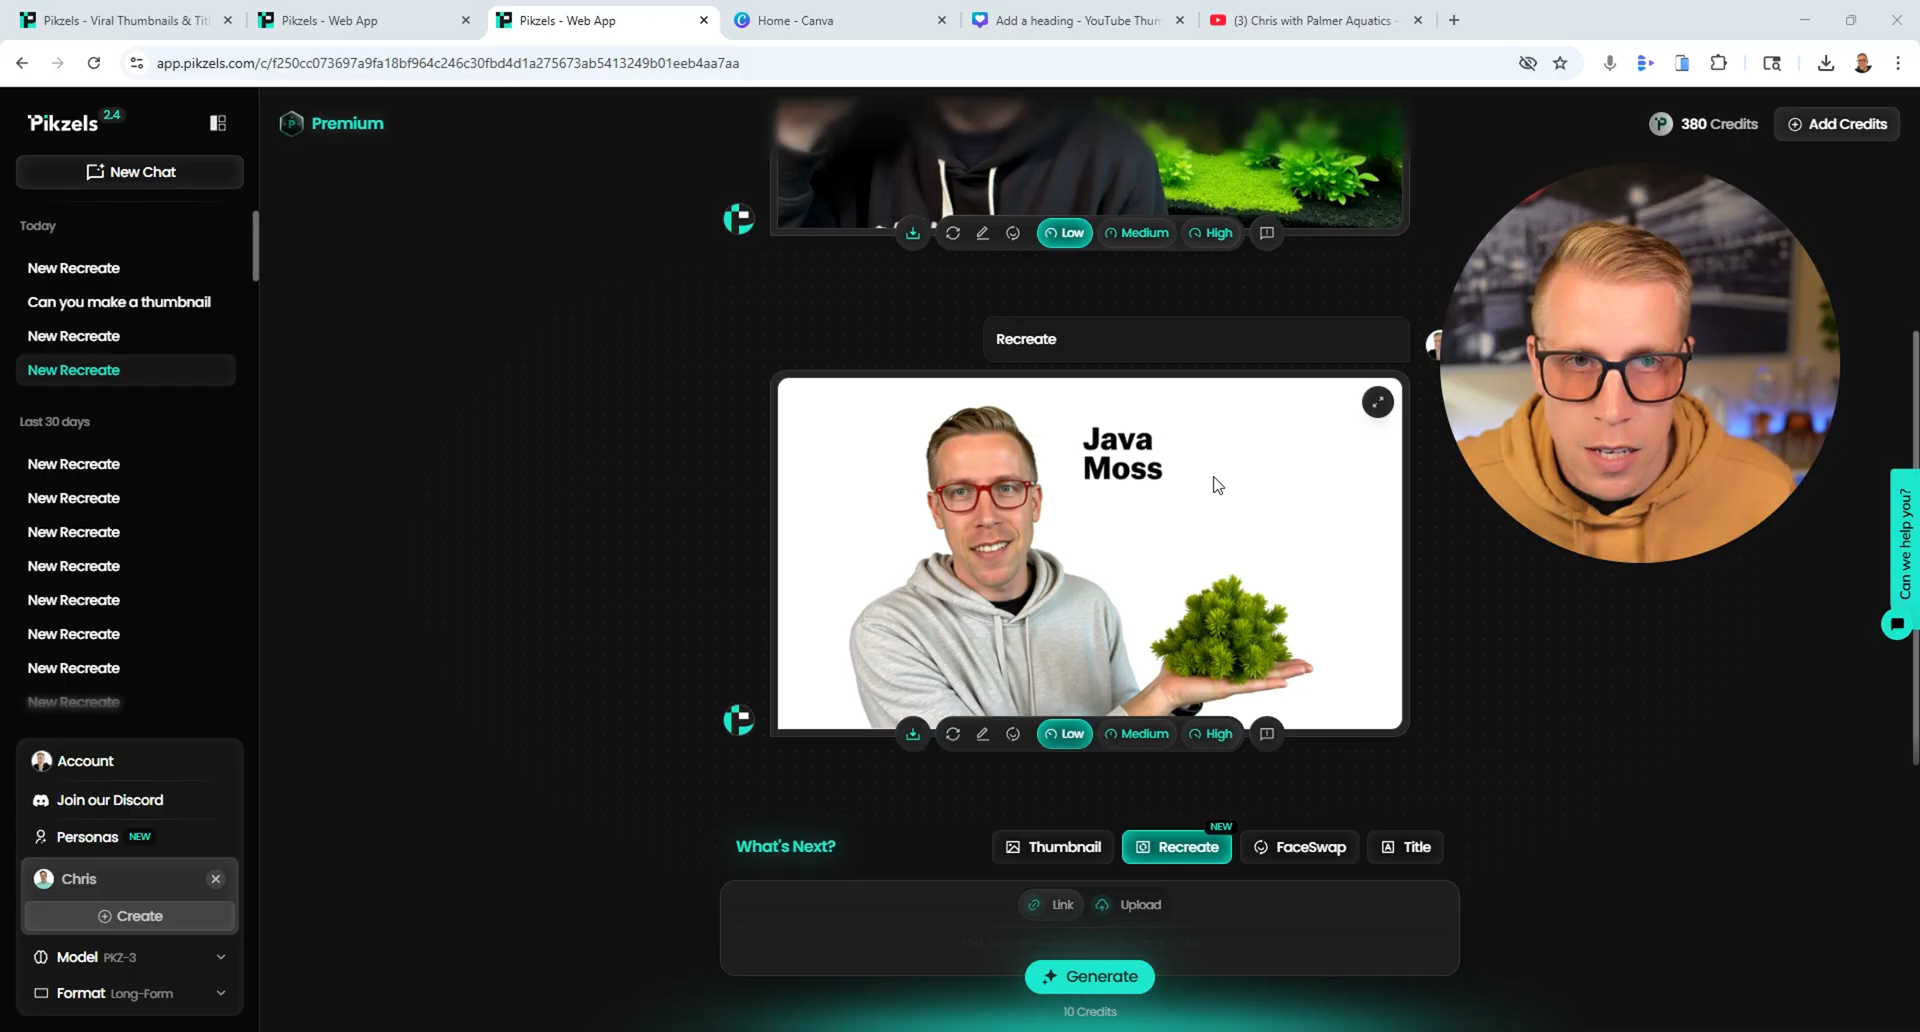 Pikzels - Viral Thumbnails & Titl
Pikzels - Web App
Pikzels - Web App
Home - Canva
Add a heading - YouTube Thum
(3) Chris with Palmer Aquatics -
app.pikzels.com/c/f250cc073697a9fa18bf964c246c30fbd4d1a275673ab5413249b01eeb4aa7aa
Pikzels 2.4
Premium
380 Credits
Add Credits
New Chat
Today
New Recreate
Can you make a thumbnail
New Recreate
New Recreate
Last 30 days
New Recreate
New Recreate
New Recreate
New Recreate
New Recreate
New Recreate
New Recreate
New Recreate
Account
Join our Discord
Personas NEW
Chris
Create
Model PKZ-3
Format Long-Form
Low
Medium
High
Recreate
Java
Moss
Low
Medium
High
What's Next?
Thumbnail
NEW
Recreate
FaceSwap
Title
Link
Upload
Generate
10 Credits
Can we help you?